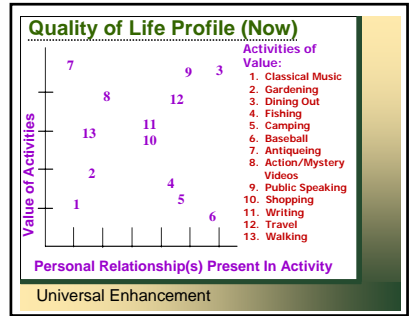 Quality of Life Profile (Now)
Activities of
Value:
1. Classical Music
2. Gardening
3. Dining Out
4. Fishing
5. Camping
6. Baseball
7. Antiqueing
8. Action/Mystery
Videos
9. Public Speaking
10. Shopping
11. Writing
12. Travel
13. Walking
Value of Activities
7
9
3
8
12
11
13
10
2
4
5
1
6
Personal Relationship(s) Present In Activity
Universal Enhancement